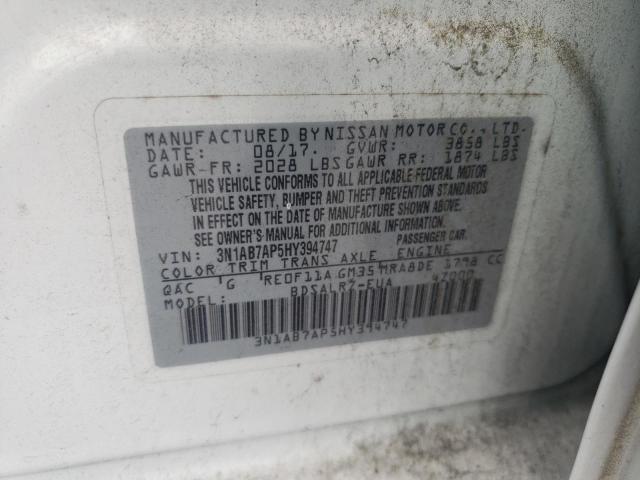 MANUFACTURED BY NISSAN MOTOR CO., LTD.
DATE: 08/17. GVWR: 3858 LBS
GAWR-FR: 2028 LBS GAWR RR: 1874 LBS
THIS VEHICLE CONFORMS TO ALL APPLICABLE FEDERAL MOTOR
VEHICLE SAFETY, BUMPER AND THEFT PREVENTION STANDARDS
IN EFFECT ON THE DATE OF MANUFACTURE SHOWN ABOVE.
SEE OWNER'S MANUAL FOR ADDITIONAL INFORMATION.
VIN: 3N1AB7AP5HY394747 PASSENGER CAR
COLOR TRIM TRANS AXLE ENGINE
QAC G RE0F11A GM35 MRA8DE 1798 CC
MODEL: BDSALRZ-EUA 47000
3N1AB7AP5HY394747